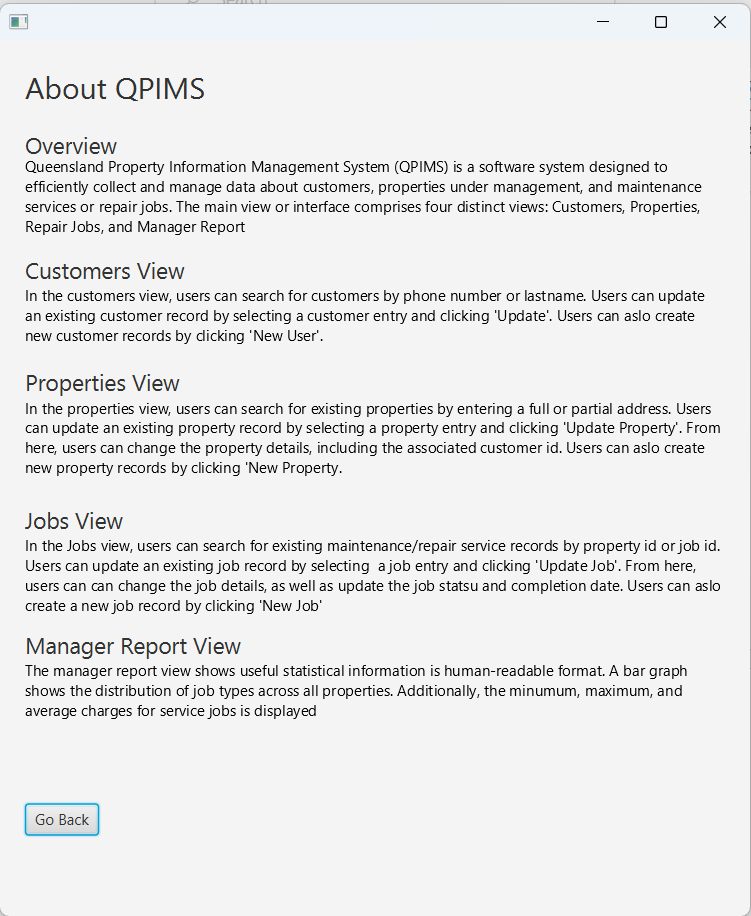 About QPIMS
Overview
Queensland Property Information Management System (QPIMS) is a software system designed to
efficiently collect and manage data about customers, properties under management, and maintenance
services or repair jobs. The main view or interface comprises four distinct views: Customers, Properties,
Repair Jobs, and Manager Report
Customers View
In the customers view, users can search for customers by phone number or lastname. Users can update
an existing customer record by selecting a customer entry and clicking 'Update'. Users can aslo create
new customer records by clicking 'New User'.
Properties View
In the properties view, users can search for existing properties by entering a full or partial address. Users
can update an existing property record by selecting a property entry and clicking 'Update Property'. From
here, users can change the property details, including the associated customer id. Users can aslo create
new property records by clicking 'New Property.
Jobs View
In the Jobs view, users can search for existing maintenance/repair service records by property id or job id.
Users can update an existing job record by selecting  a job entry and clicking 'Update Job'. From here,
users can can change the job details, as well as update the job statsu and completion date. Users can aslo
create a new job record by clicking 'New Job'
Manager Report View
The manager report view shows useful statistical information is human-readable format. A bar graph
shows the distribution of job types across all properties. Additionally, the minumum, maximum, and
average charges for service jobs is displayed
Go Back